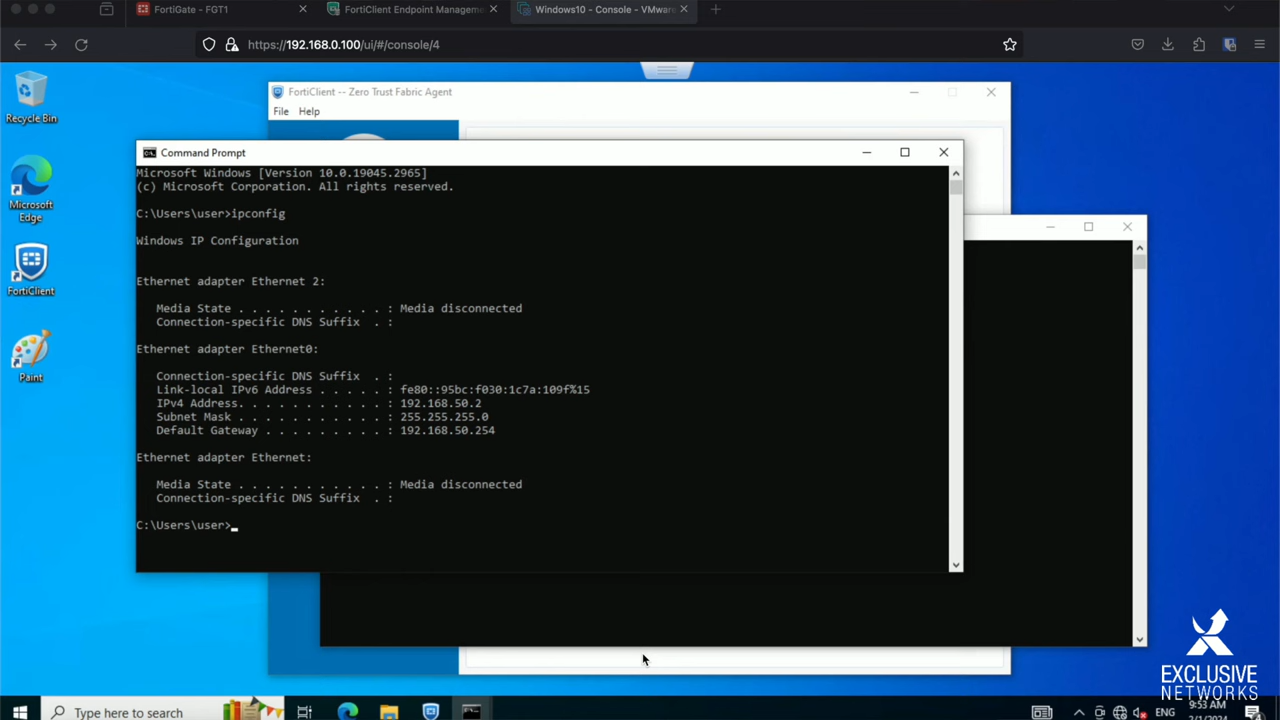 FortiGate - FGT1
FortiClient Endpoint Managemen
Windows10 - Console - VMware
https://192.168.0.100/ui/#/console/4
Recycle Bin
Microsoft
Edge
FortiClient
Paint
FortiClient -- Zero Trust Fabric Agent
File Help
Command Prompt
Microsoft Windows [Version 10.0.19045.2965]
(c) Microsoft Corporation. All rights reserved.
C:\Users\user>ipconfig
Windows IP Configuration
Ethernet adapter Ethernet 2:
Media State . . . . . . . . . . . : Media disconnected
Connection-specific DNS Suffix . :
Ethernet adapter Ethernet0:
Connection-specific DNS Suffix . :
Link-local IPv6 Address . . . . . : fe80::95bc:f030:1c7a:109f%15
IPv4 Address. . . . . . . . . . . : 192.168.50.2
Subnet Mask . . . . . . . . . . . : 255.255.255.0
Default Gateway . . . . . . . . . : 192.168.50.254
Ethernet adapter Ethernet:
Media State . . . . . . . . . . . : Media disconnected
Connection-specific DNS Suffix . :
C:\Users\user>
EXCLUSIVE
NETWORKS
Type here to search
ENG
9:53 AM
2/1/2024
4